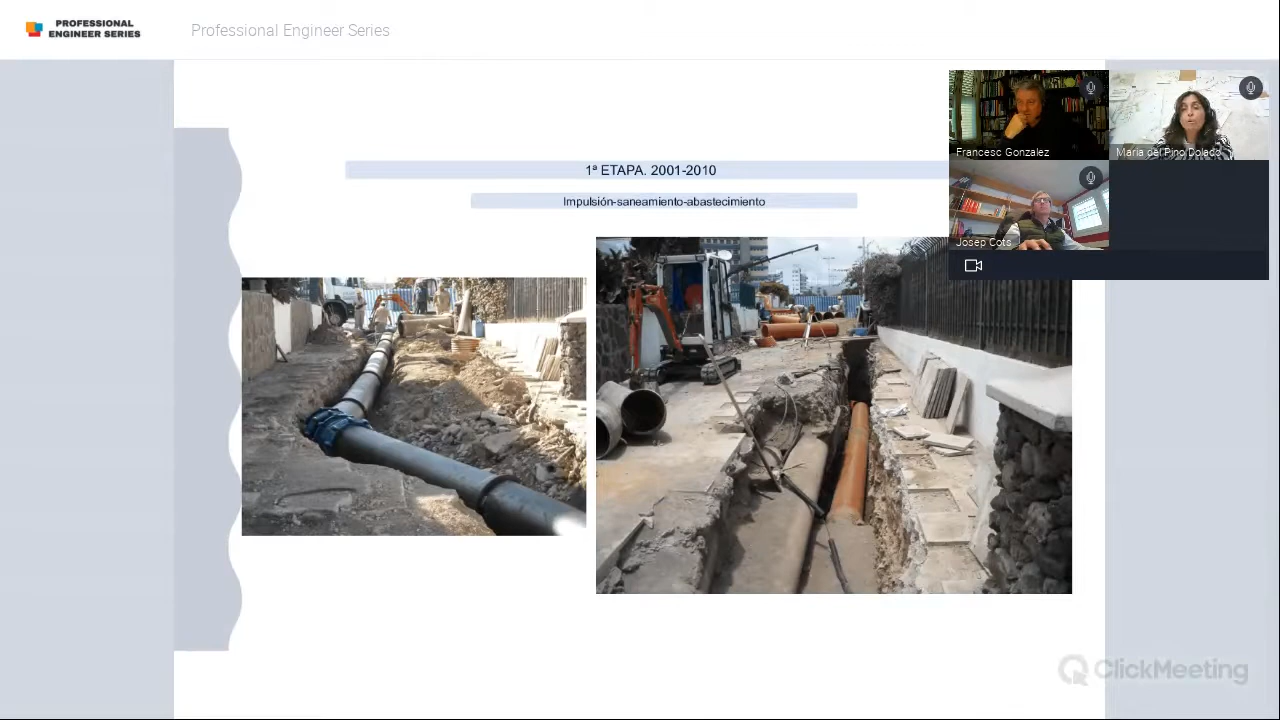 PROFESSIONAL
ENGINEER SERIES
Professional Engineer Series
1ª ETAPA. 2001-2010
Impulsión-saneamiento-abastecimiento
Francesc Gonzalez
María del Pino Dolado
Josep Cots
ClickMeeting